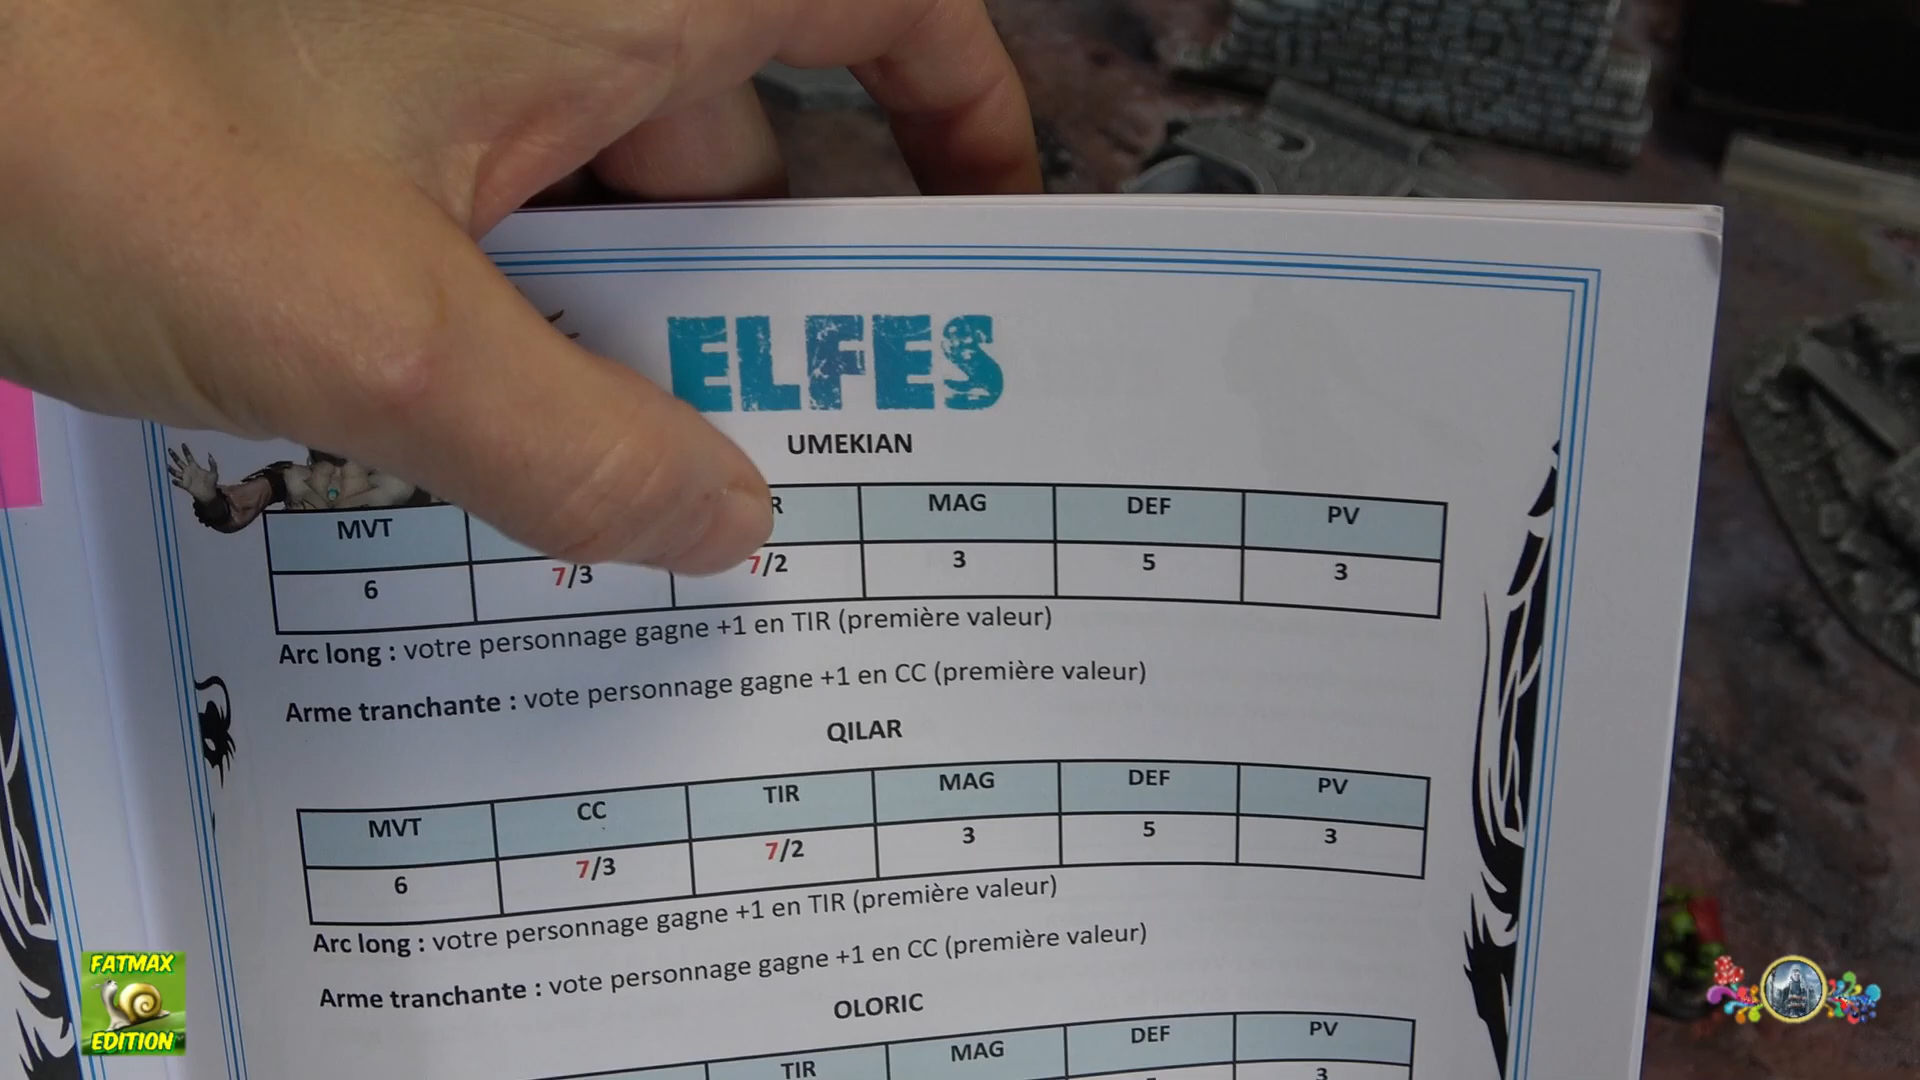 ELFES
UMEKIAN
MVT MAG DEF PV
6 7/3 7/2 3 5 3
Arc long : votre personnage gagne +1 en TIR (première valeur)
Arme tranchante : vote personnage gagne +1 en CC (première valeur)
QILAR
MVT CC TIR MAG DEF PV
6 7/3 7/2 3 5 3
Arc long : votre personnage gagne +1 en TIR (première valeur)
Arme tranchante : vote personnage gagne +1 en CC (première valeur)
OLORIC
TIR MAG DEF PV
3
FATMAX
EDITION